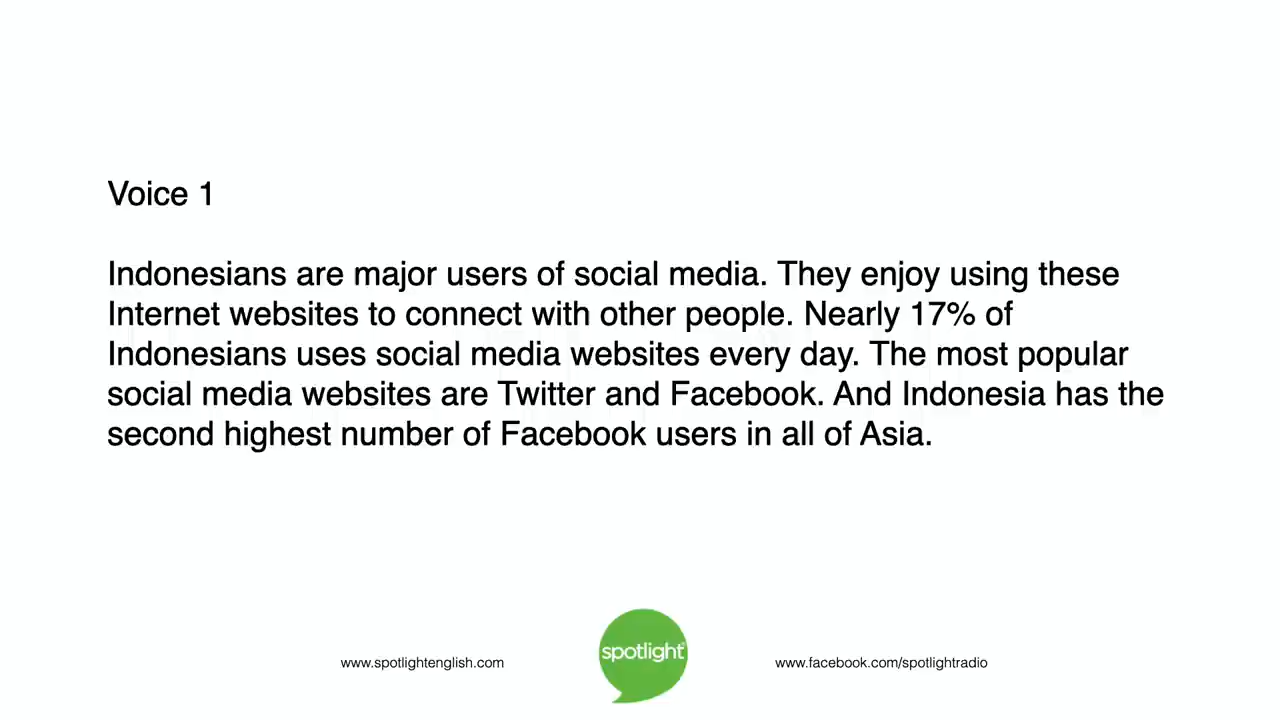 Voice 1
Indonesians are major users of social media. They enjoy using these
Internet websites to connect with other people. Nearly 17% of
Indonesians uses social media websites every day. The most popular
social media websites are Twitter and Facebook. And Indonesia has the
second highest number of Facebook users in all of Asia.
www.spotlightenglish.com
spotlight
www.facebook.com/spotlightradio